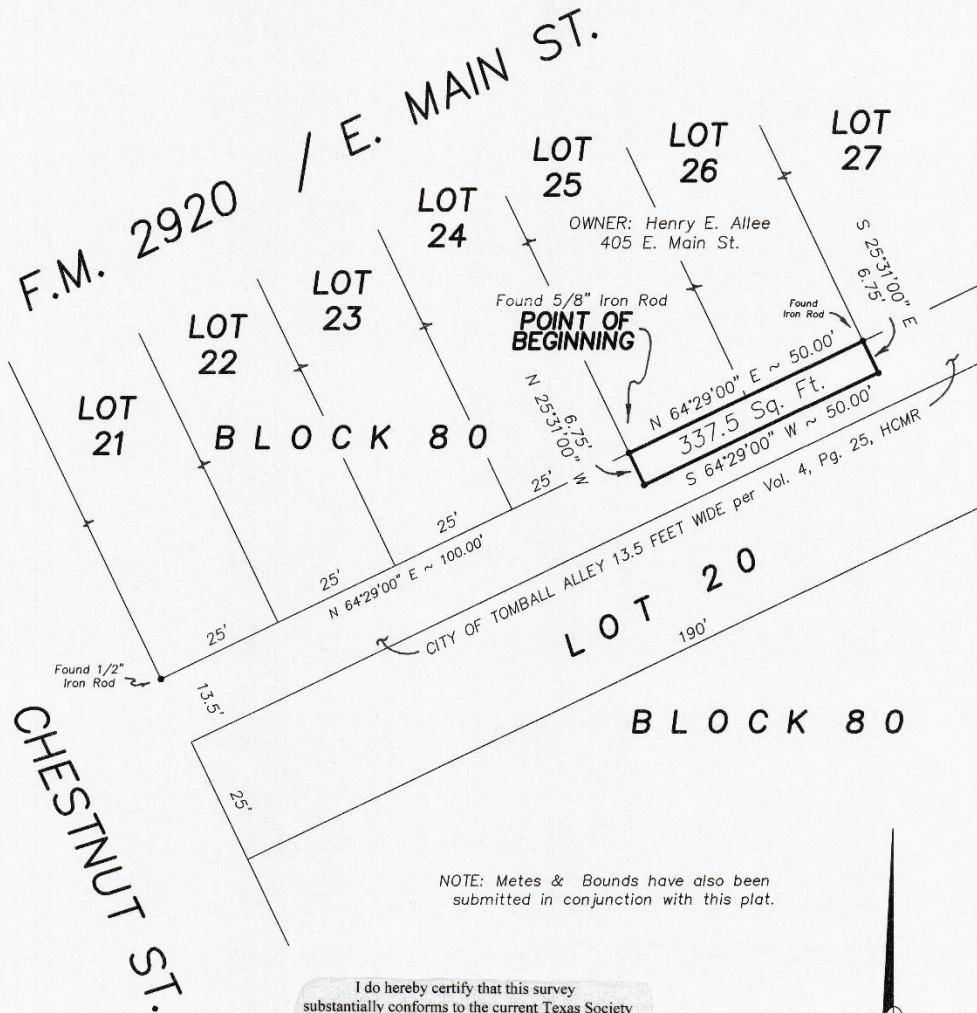 F.M. 2920 / E. MAIN ST.
LOT
21
LOT
22
LOT
23
LOT
24
LOT
25
LOT
26
LOT
27
OWNER: Henry E. Allee
405 E. Main St.
Found 5/8" Iron Rod
POINT OF
BEGINNING
Found
Iron Rod
S 25°31'00" E
6.75'
N 25°31'00" W
6.75'
N 64°29'00" E ~ 50.00'
337.5 Sq. Ft.
S 64°29'00" W ~ 50.00'
BLOCK 80
25'
25'
25'
25'
N 64°29'00" E ~ 100.00'
CITY OF TOMBALL ALLEY 13.5 FEET WIDE per Vol. 4, Pg. 25, HCMR
Found 1/2"
Iron Rod
13.5'
LOT 20
190'
25'
BLOCK 80
CHESTNUT ST.
NOTE: Metes & Bounds have also been
submitted in conjunction with this plat.
I do hereby certify that this survey
substantially conforms to the current Texas Society